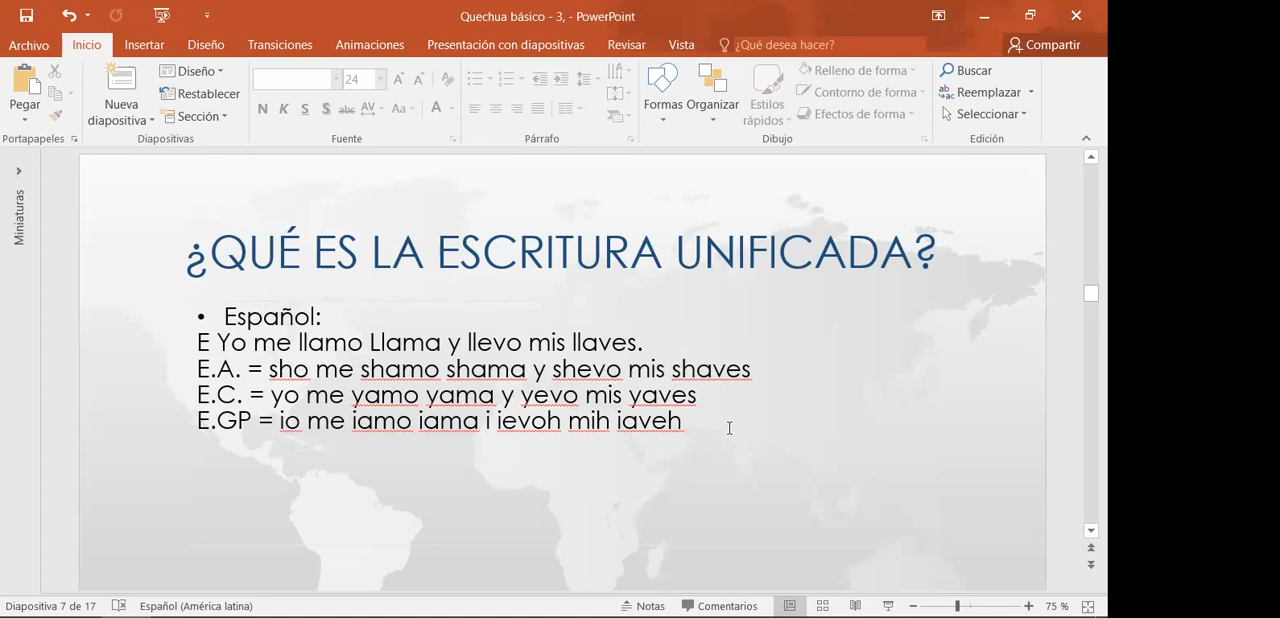 Quechua básico - 3, - PowerPoint
Archivo Inicio Insertar Diseño Transiciones Animaciones Presentación con diapositivas Revisar Vista ¿Qué desea hacer? Compartir
Pegar
Nueva diapositiva
Diseño
Restablecer
Sección
24
N K S S abc AV Aa A
Formas Organizar Estilos rápidos
Relleno de forma
Contorno de forma
Efectos de forma
Buscar
Reemplazar
Seleccionar
Portapapeles Diapositivas Fuente Párrafo Dibujo Edición
Miniaturas
¿QUÉ ES LA ESCRITURA UNIFICADA?
• Español:
E Yo me llamo Llama y llevo mis llaves.
E.A. = sho me shamo shama y shevo mis shaves
E.C. = yo me yamo yama y yevo mis yaves
E.GP = io me iamo iama i ievoh mih iaveh
Diapositiva 7 de 17 Español (América latina) Notas Comentarios 75 %